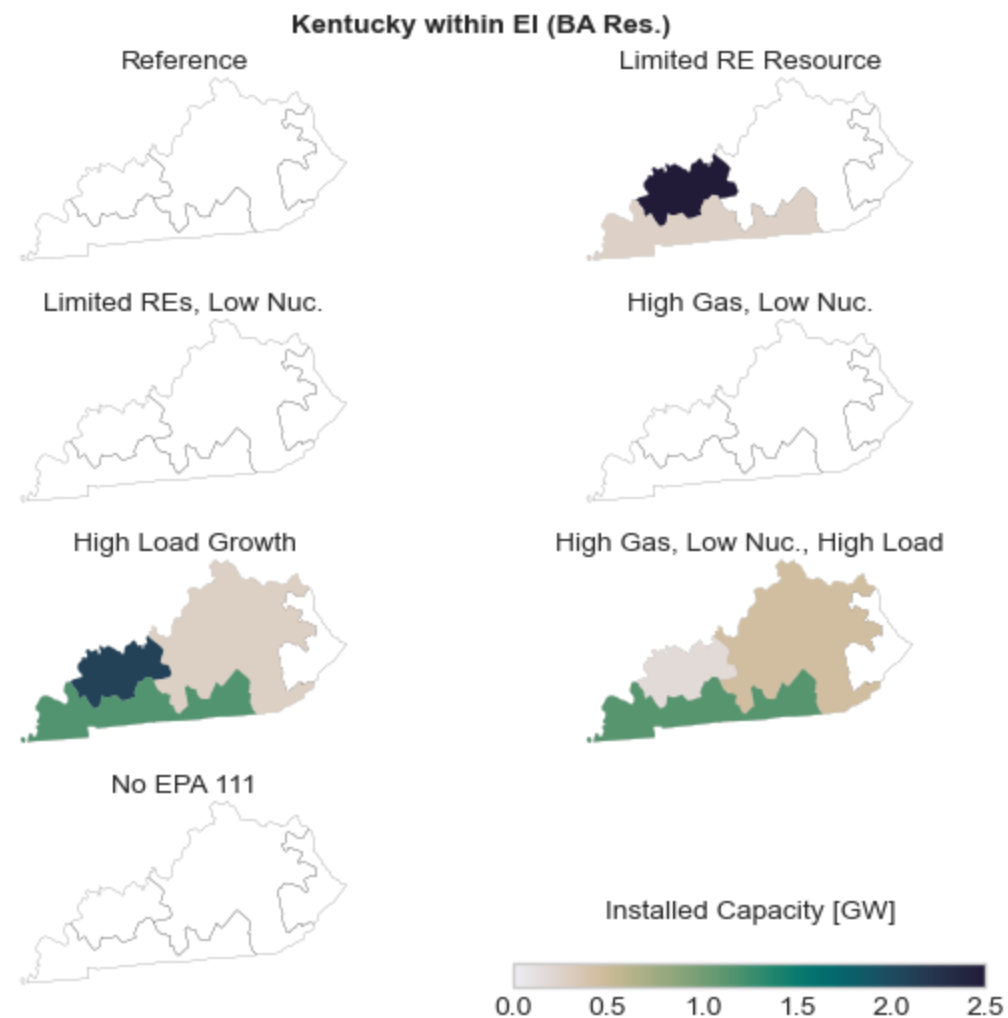 Kentucky within EI (BA Res.)
Reference
Limited RE Resource
Limited REs, Low Nuc.
High Gas, Low Nuc.
High Load Growth
High Gas, Low Nuc., High Load
No EPA 111
Installed Capacity [GW]
0.0 0.5 1.0 1.5 2.0 2.5